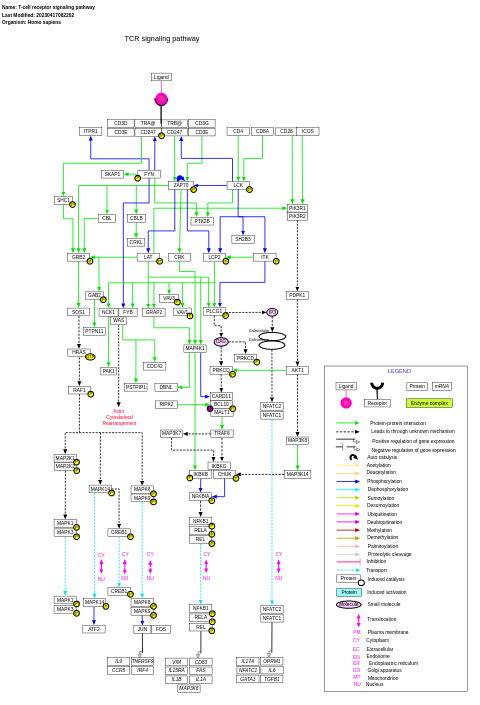 Name: T-cell receptor signaling pathway
Last Modified: 20230417062202
Organism: Homo sapiens
TCR signaling pathway
Ligand
CD3D TRA@ TRB@ CD3G
CD3E CD247 CD247 CD3E
ITPR1
CD4 CD8A CD28 ICOS
SKAP1 FYN
ZAP70 LCK
SHC1
CBL CBLB PTK2B
PIK3R1
PIK3R2
CRKL SH2B3
GRB2 LAT CRK LCP2 ITK
GAB2 VAV3 PDPK1
SOS1 NCK1 FYB GRAP2 VAV1 PLCG1 IP3
WAS
PTPN11
Calmodulin
Calcineurin
HRAS MAP4K1 DAG
PRKCD
PAK1 CDC42 PRKCQ AKT1
RAF1 PSTPIP1 DBNL
CARD11
RIPK2 BCL10
MALT1
NFATC2
NFATC1
Actin
Cytoskeletal
Rearrangement
MAP3K7 TRAF6 MAP3K8
MAP2K1
MAP2K2
IKBKG
IKBKB CHUK MAP3K14
MAPK14 MAPK8
MAPK9
NFKBIA
MAPK1
MAPK3
CREB1
NFKB1
RELA
REL
CY CY CY CY CY
NU NU NU NU NU
CREB1
MAPK1
MAPK3
MAPK14 MAPK8
MAPK9
NFKB1
RELA
REL
NFATC2
NFATC1
ATF2 JUN FOS
IL9 TNFRSF9
CCR5 IRF4
VIM CD83
IL15RA FAS
IL1B IL1A
MAP3K8
IL17A OPRM1
NFATC1 IL6
GATA3 TGFB1
LEGEND
Ligand Protein mRNA
Receptor Enzyme complex
Protein-protein interaction
Leads to through unknown mechanism
Positive regulation of gene expression
Negative regulation of gene expression
Auto catalysis
Acetylation
Deacetylation
Phosphorylation
Dephosphorylation
Sumoylation
Desumoylation
Ubiquitination
Deubiquitination
Methylation
Demethylation
Palmitoylation
Proteolytic cleavage
Inhibition
Transport
Protein Induced catalysis
Protein Induced activation
Molecule Small molecule
Translocation
PM Plasma membrane
CY Cytoplasm
EC Extracellular
EN Endosome
ER Endoplasmic reticulum
GO Golgi apparatus
MT Mitochondrion
NU Nucleus